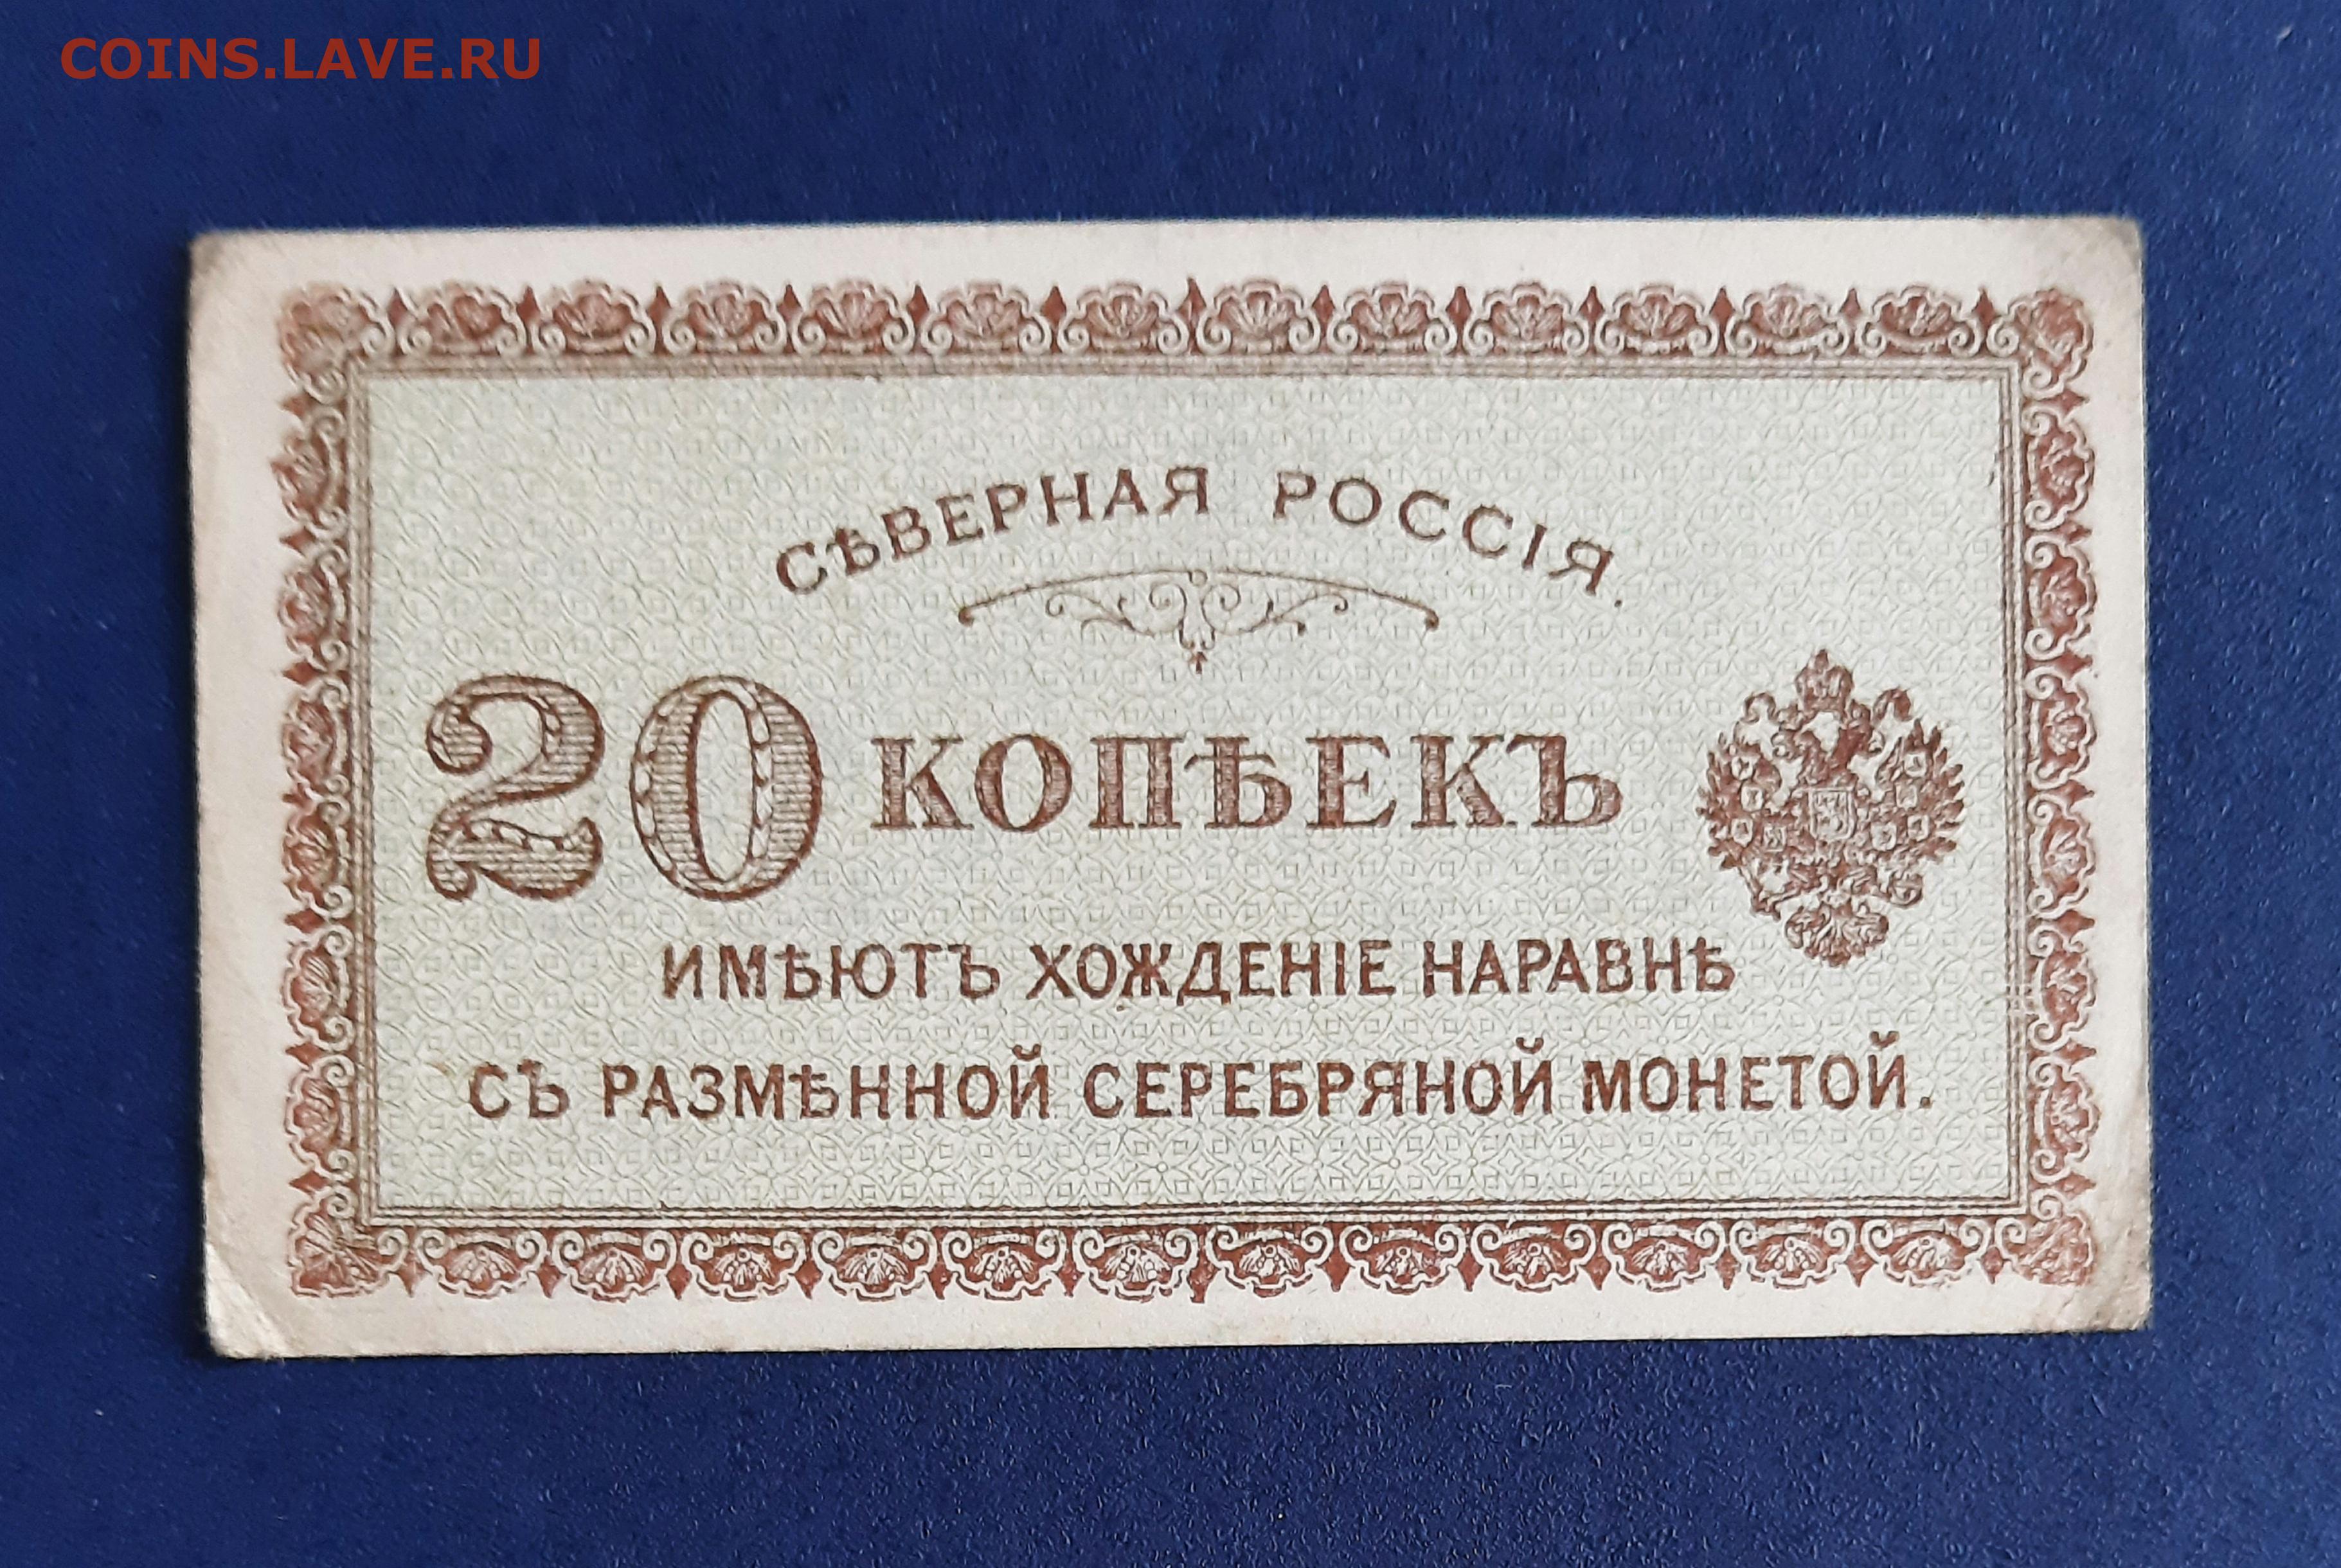 COINS.LAVE.RU
СѢВЕРНАЯ РОССІЯ.
20 КОПѢЕКЪ
ИМѢЮТЪ ХОЖДЕНІЕ НАРАВНѢ
СЪ РАЗМѢННОЙ СЕРЕБРЯНОЙ МОНЕТОЙ.